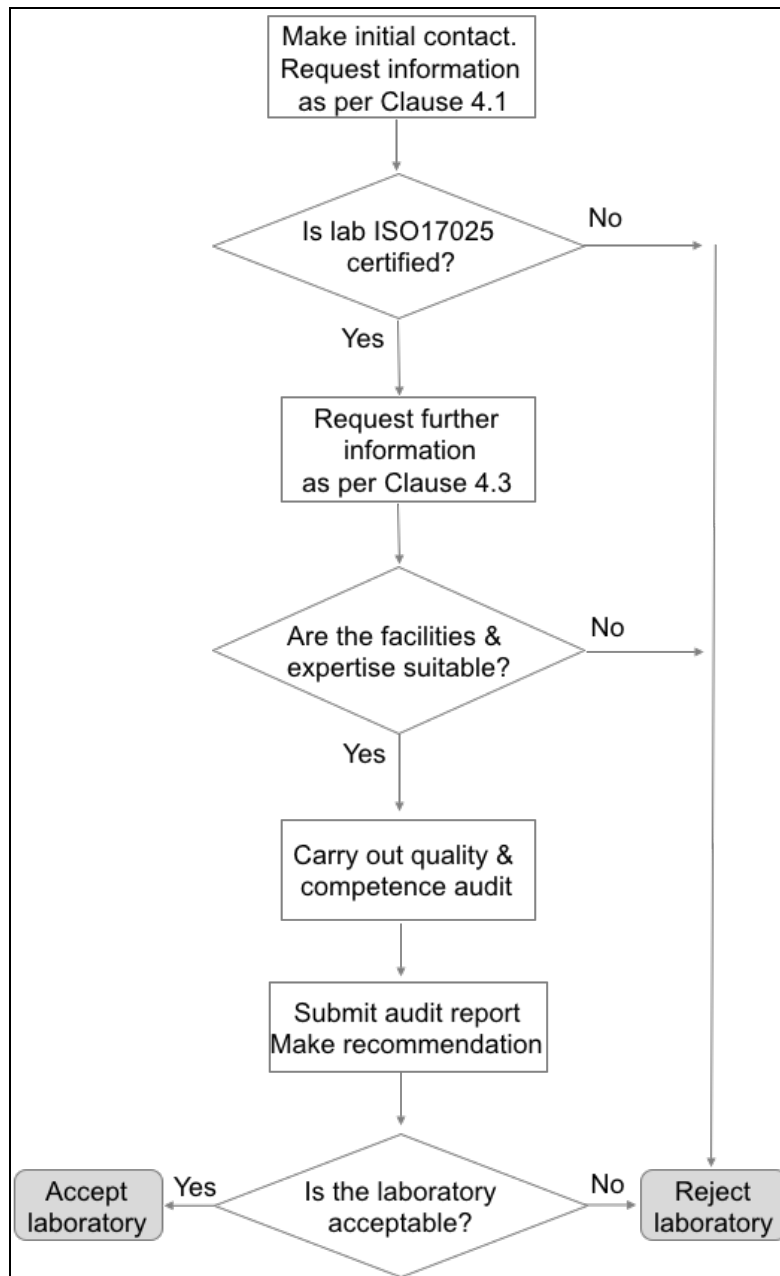 Make initial contact.
Request information
as per Clause 4.1
Is lab ISO17025
certified?
No
Yes
Request further
information
as per Clause 4.3
Are the facilities &
expertise suitable?
No
Yes
Carry out quality &
competence audit
Submit audit report
Make recommendation
Is the laboratory
acceptable?
Yes
No
Accept
laboratory
Reject
laboratory